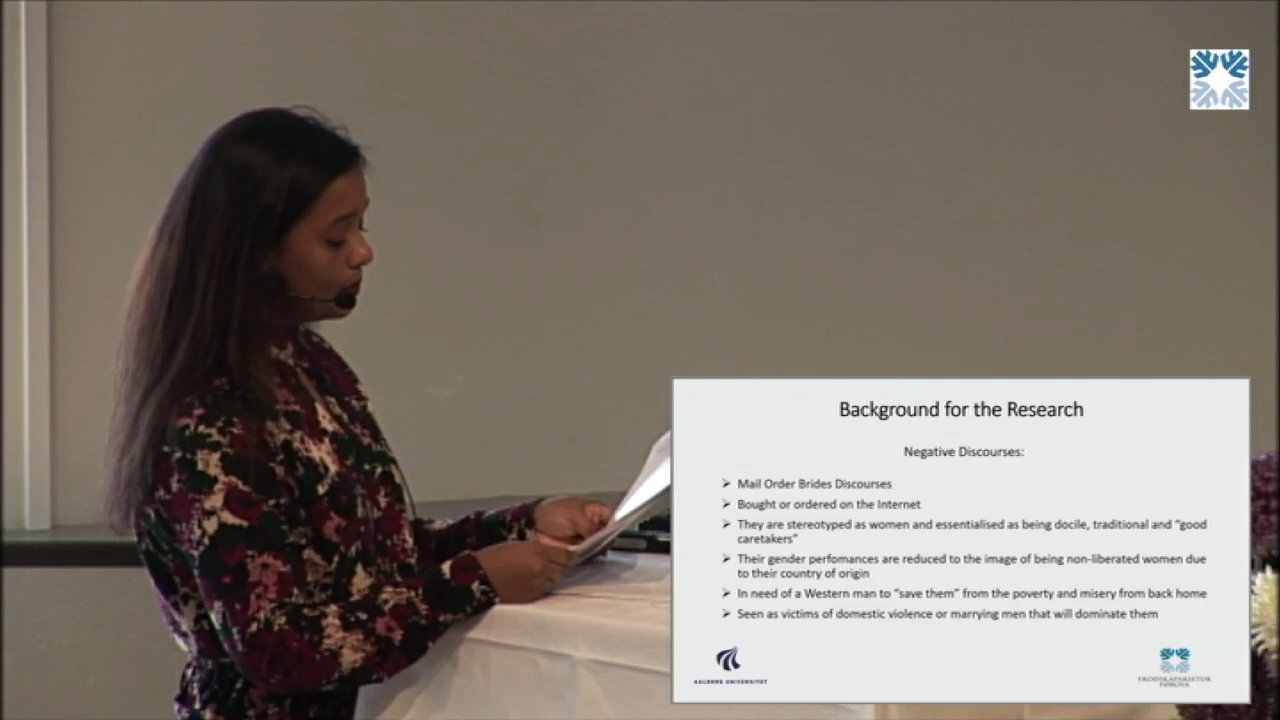 Background for the Research
Negative Discourses:
➢ Mail Order Brides Discourses
➢ Bought or ordered on the Internet
➢ They are stereotyped as women and essentialised as being docile, traditional and “good
caretakers”
➢ Their gender perfomances are reduced to the image of being non-liberated women due
to their country of origin
➢ In need of a Western man to “save them” from the poverty and misery from back home
➢ Seen as victims of domestic violence or marrying men that will dominate them
AALBORG UNIVERSITET
FRÓÐSKAPARSETUR
FØROYA